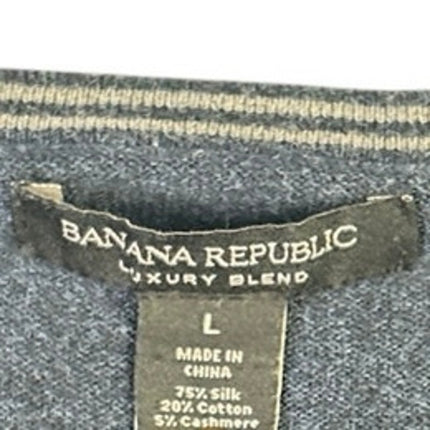 BANANA REPUBLIC
LUXURY BLEND
L
MADE IN
CHINA
75% Silk
20% Cotton
5% Cashmere